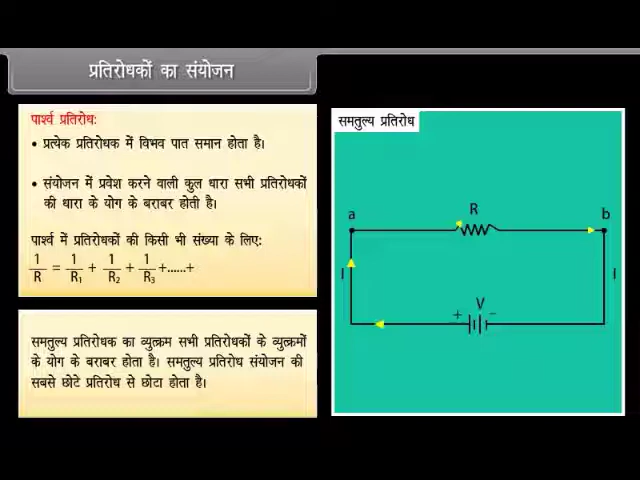 प्रतिरोधकों का संयोजन
पार्श्व प्रतिरोध:
• प्रत्येक प्रतिरोधक में विभव पात समान होता है।
• संयोजन में प्रवेश करने वाली कुल धारा सभी प्रतिरोधकों
की धारा के योग के बराबर होती है।
पार्श्व में प्रतिरोधकों की किसी भी संख्या के लिए:
1/R = 1/R₁ + 1/R₂ + 1/R₃ +......+
समतुल्य प्रतिरोधक का व्युत्क्रम सभी प्रतिरोधकों के व्युत्क्रमों
के योग के बराबर होता है। समतुल्य प्रतिरोध संयोजन की
सबसे छोटे प्रतिरोध से छोटा होता है।
समतुल्य प्रतिरोध
a R b
I I
+ V −